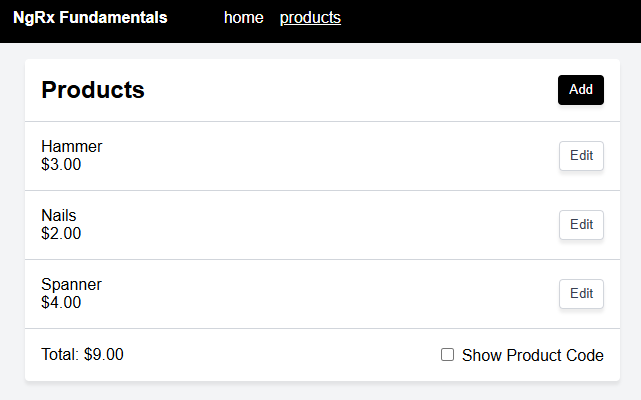 NgRx Fundamentals home products
Products Add
Hammer
$3.00
Edit
Nails
$2.00
Edit
Spanner
$4.00
Edit
Total: $9.00 Show Product Code